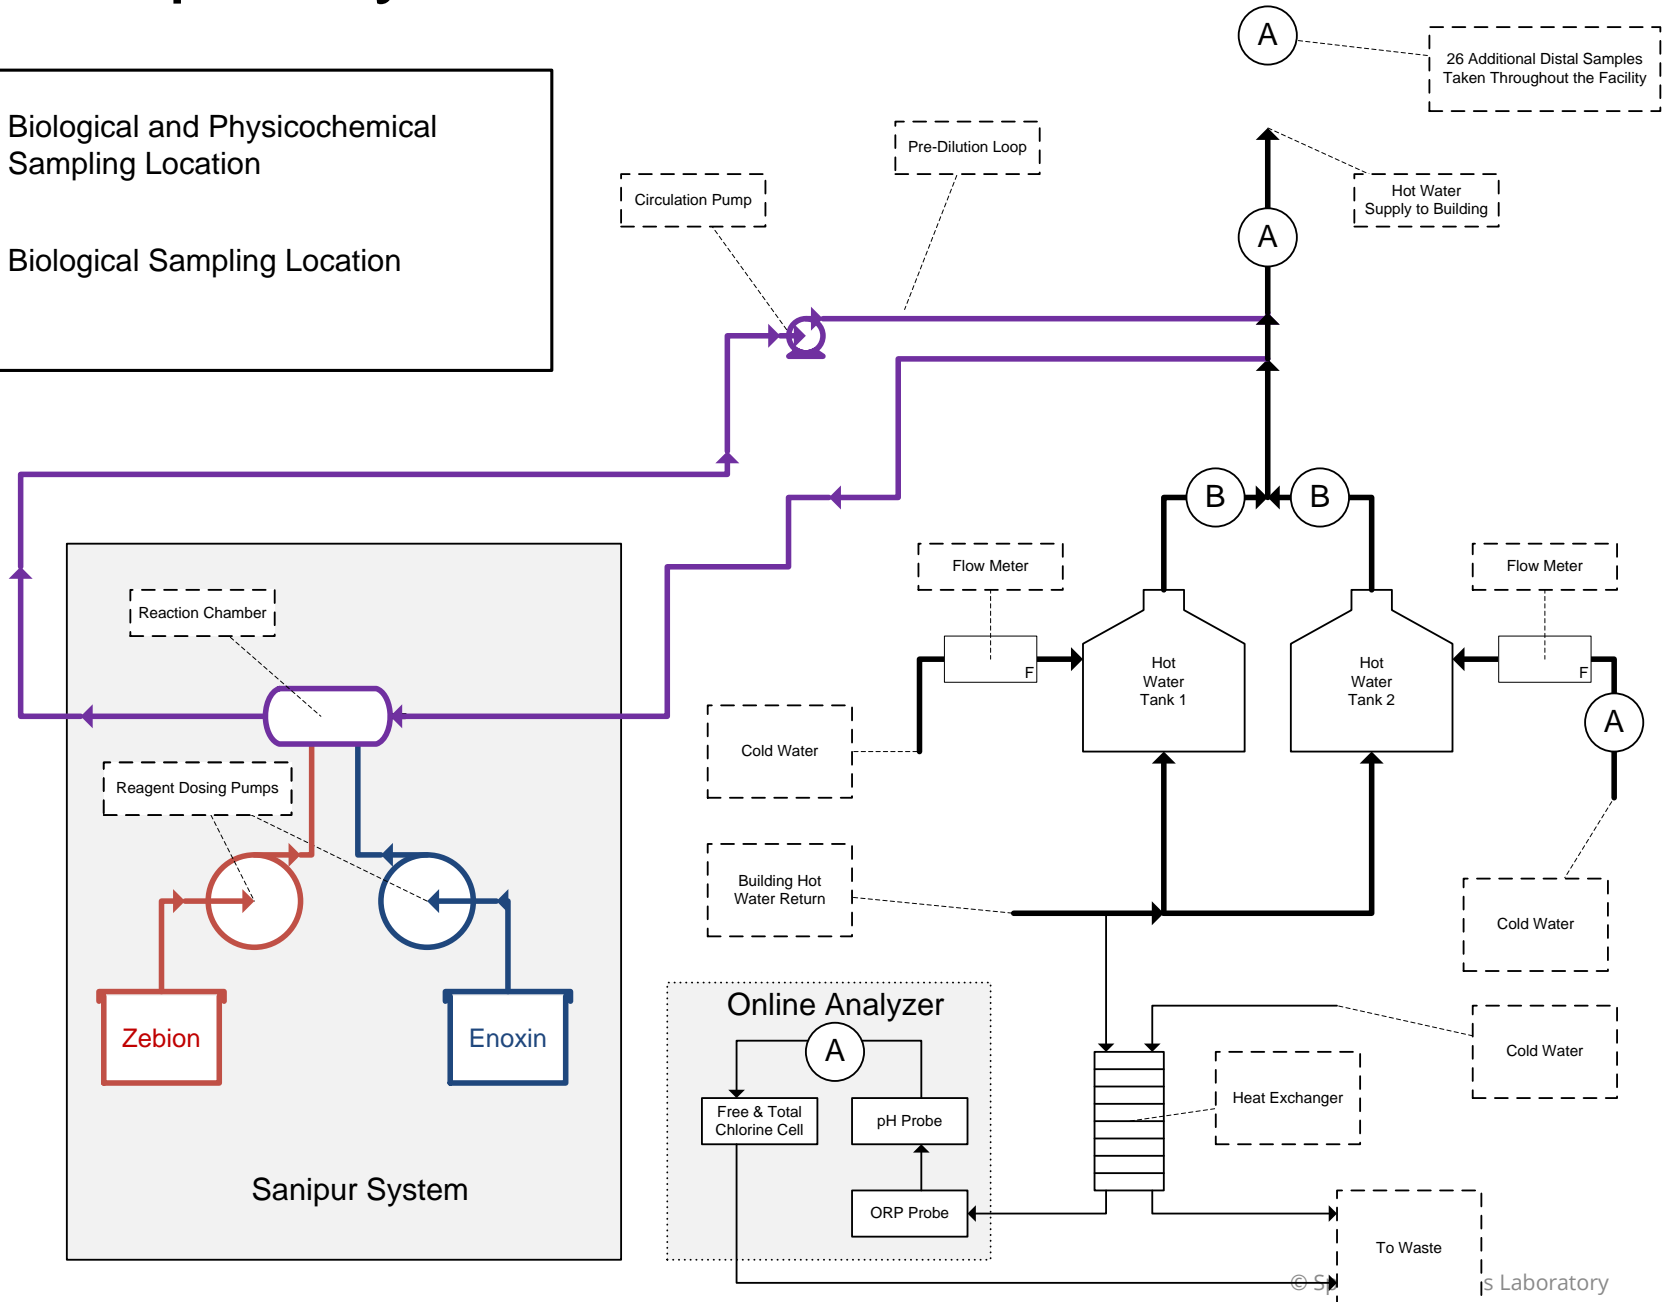 A
26 Additional Distal Samples
Taken Throughout the Facility
Biological and Physicochemical
Sampling Location
Biological Sampling Location
Pre-Dilution Loop
Circulation Pump
Hot Water
Supply to Building
A
B
B
Flow Meter
Flow Meter
Reaction Chamber
F
F
Hot
Water
Tank 1
Hot
Water
Tank 2
A
Cold Water
Reagent Dosing Pumps
Building Hot
Water Return
Cold Water
Online Analyzer
Zebion
Enoxin
A
Cold Water
Free & Total
Chlorine Cell
pH Probe
Heat Exchanger
Sanipur System
ORP Probe
To Waste
© Sp
s Laboratory